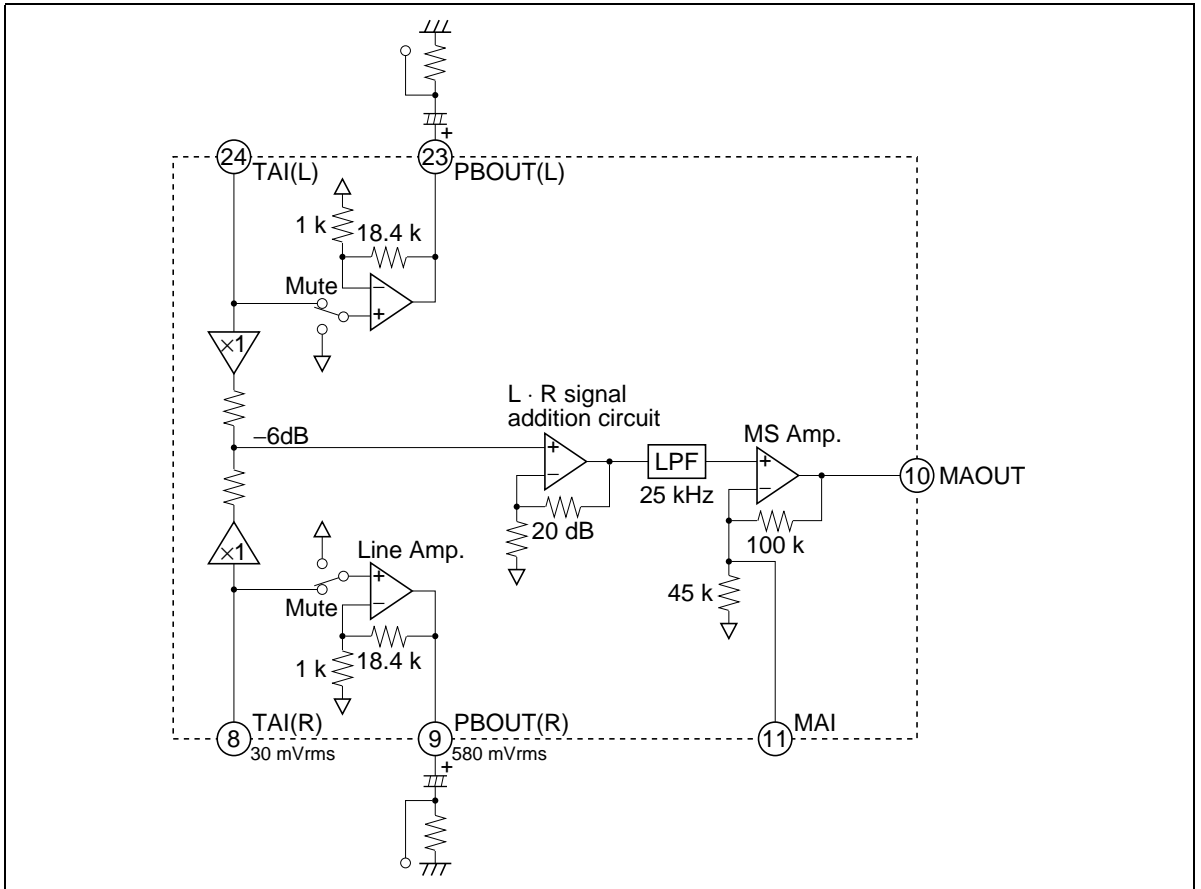 +
24
TAI(L)
23
PBOUT(L)
1 k
18.4 k
Mute
−
+
×1
−6dB
L · R signal
addition circuit
+
−
20 dB
LPF
25 kHz
MS Amp.
+
−
100 k
45 k
10 MAOUT
×1
Line Amp.
Mute
+
−
18.4 k
1 k
8
TAI(R)
30 mVrms
9
PBOUT(R)
580 mVrms
11
MAI
+